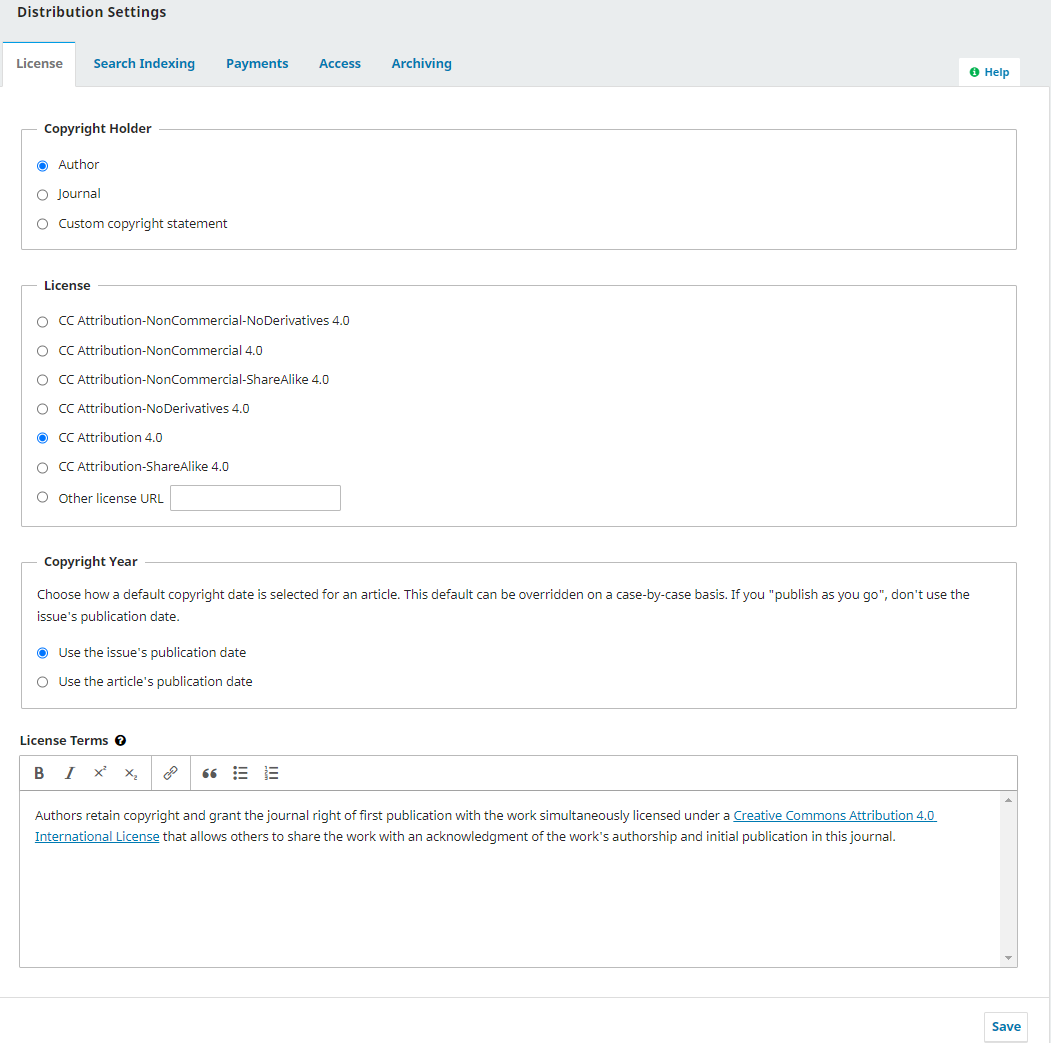 Distribution Settings
License
Search Indexing
Payments
Access
Archiving
Help
Copyright Holder
Author
Journal
Custom copyright statement
License
CC Attribution-NonCommercial-NoDerivatives 4.0
CC Attribution-NonCommercial 4.0
CC Attribution-NonCommercial-ShareAlike 4.0
CC Attribution-NoDerivatives 4.0
CC Attribution 4.0
CC Attribution-ShareAlike 4.0
Other license URL
Copyright Year
Choose how a default copyright date is selected for an article. This default can be overridden on a case-by-case basis. If you "publish as you go", don't use the
issue's publication date.
Use the issue's publication date
Use the article's publication date
License Terms
Authors retain copyright and grant the journal right of first publication with the work simultaneously licensed under a Creative Commons Attribution 4.0
International License that allows others to share the work with an acknowledgment of the work's authorship and initial publication in this journal.
Save